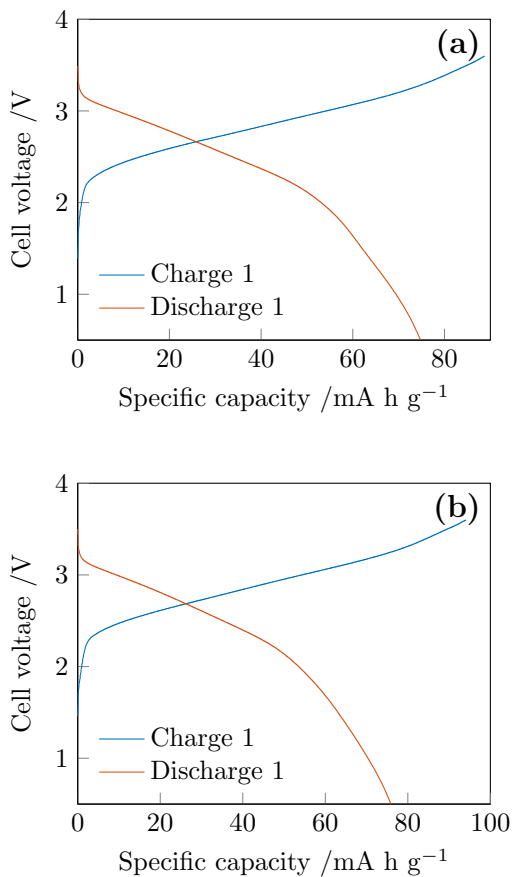 (a)
Cell voltage /V
4
3
2
1
Charge 1
Discharge 1
0 20 40 60 80
Specific capacity /mA h g⁻¹
(b)
Cell voltage /V
4
3
2
1
Charge 1
Discharge 1
0 20 40 60 80 100
Specific capacity /mA h g⁻¹